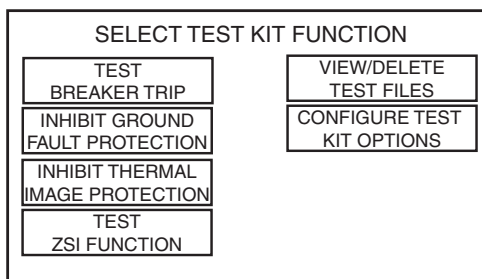 SELECT TEST KIT FUNCTION
TEST
BREAKER TRIP
INHIBIT GROUND
FAULT PROTECTION
INHIBIT THERMAL
IMAGE PROTECTION
TEST
ZSI FUNCTION
VIEW/DELETE
TEST FILES
CONFIGURE TEST
KIT OPTIONS